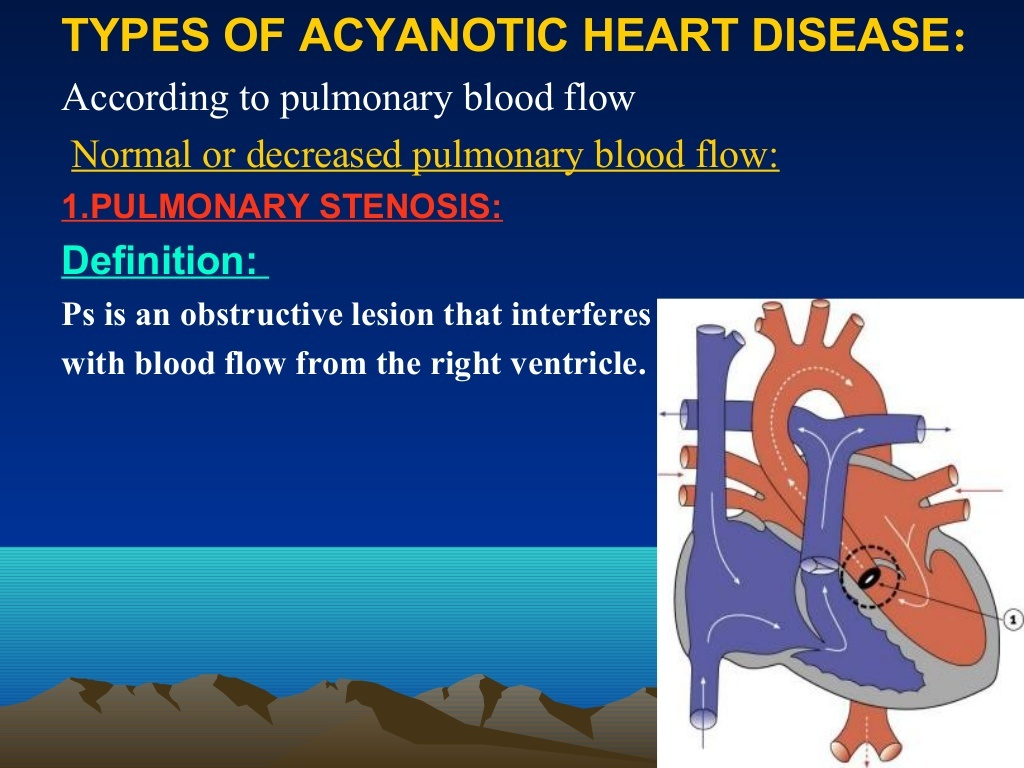 TYPES OF ACYANOTIC HEART DISEASE:
According to pulmonary blood flow
Normal or decreased pulmonary blood flow:
1.PULMONARY STENOSIS:
Definition:
Ps is an obstructive lesion that interferes
with blood flow from the right ventricle.
1